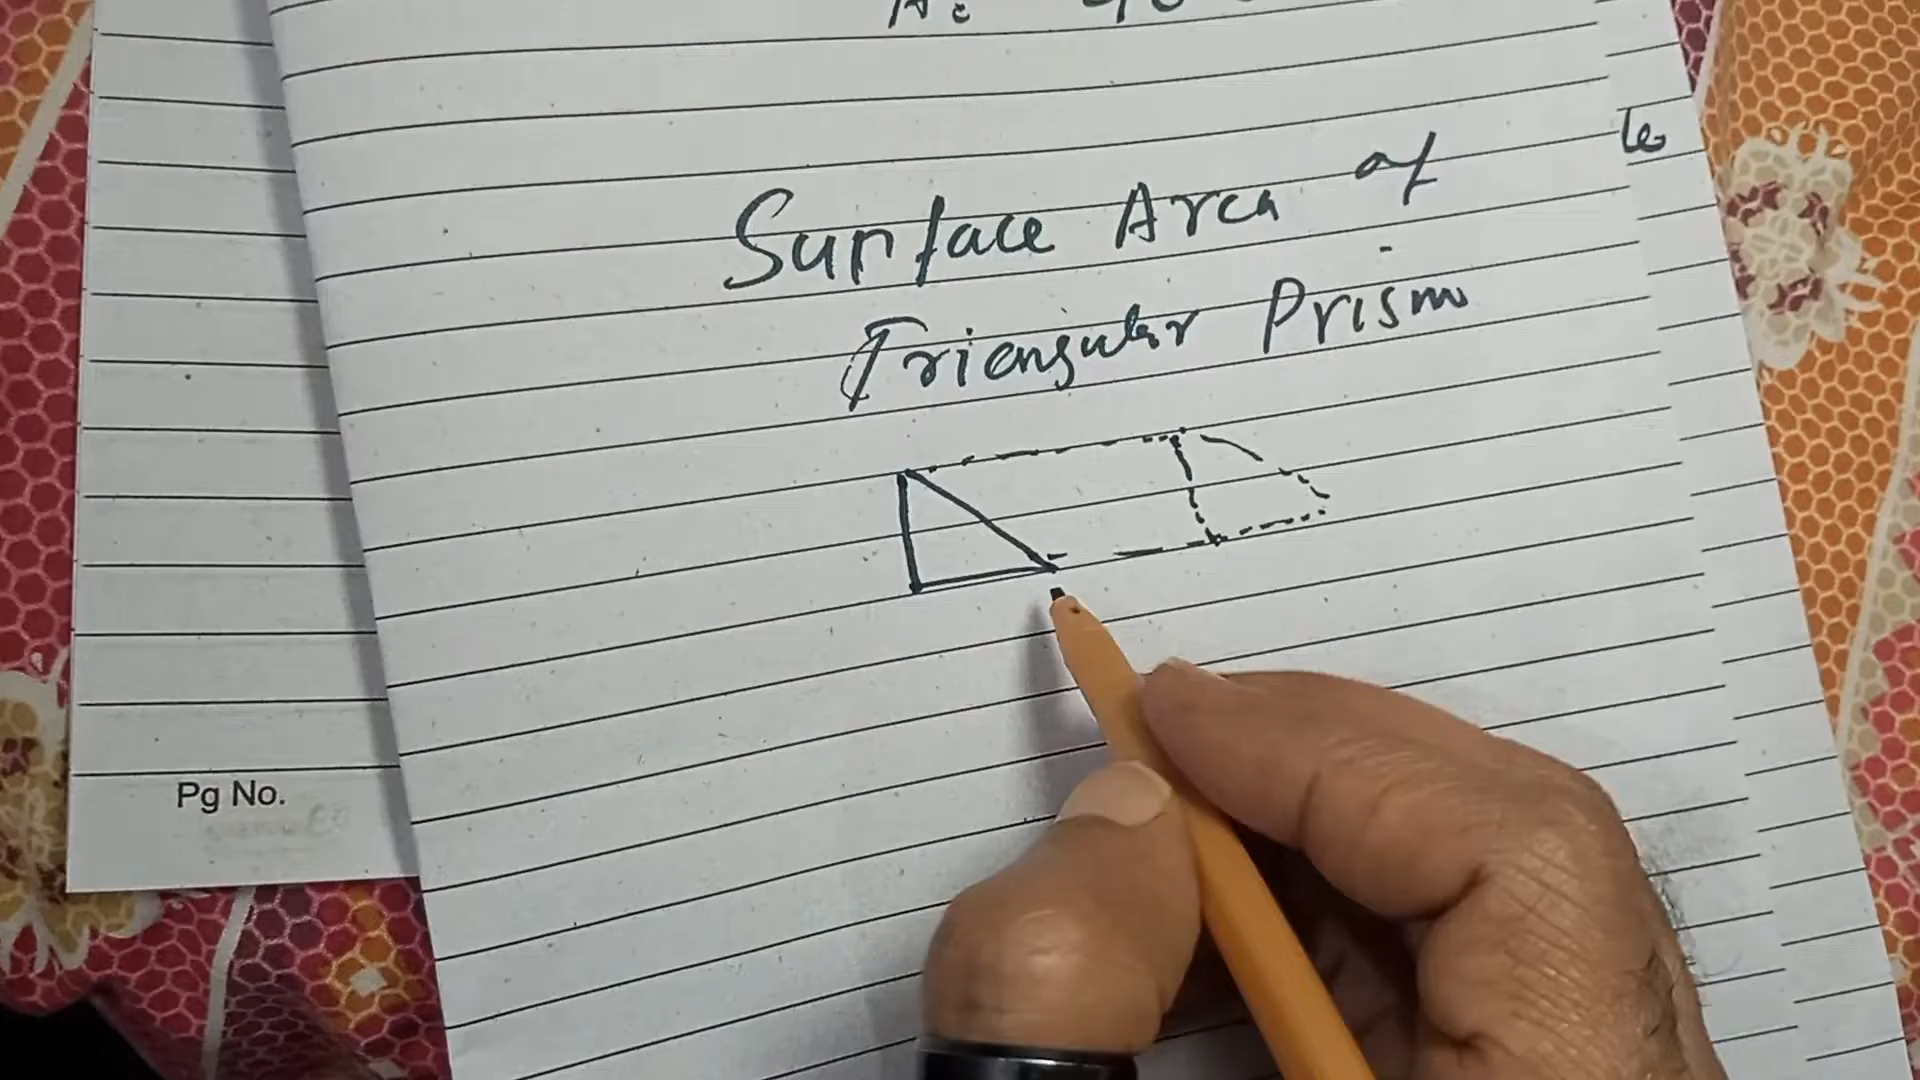 Surface Area of
Triangular Prism
Pg No.